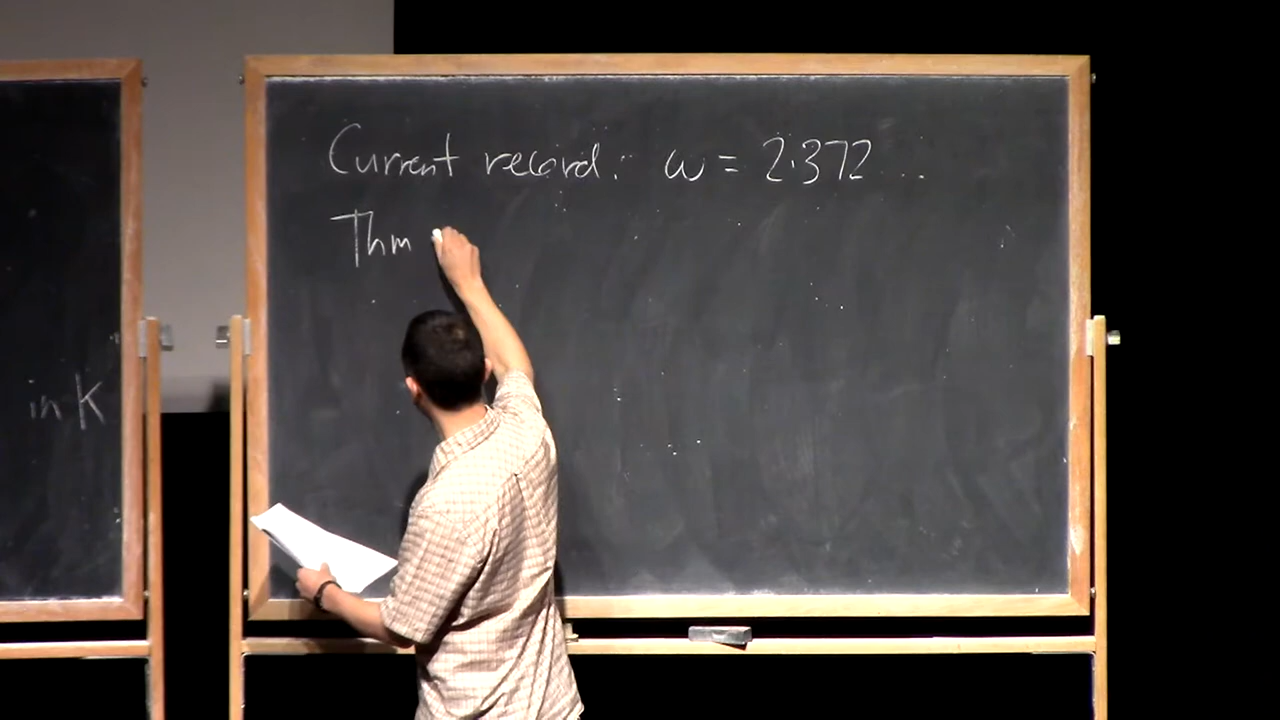 in K
Current record: ω = 2.372 ...
Thm